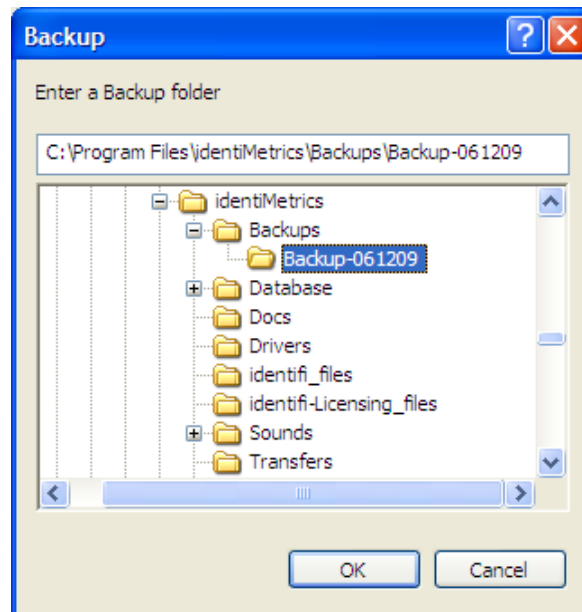 Backup
Enter a Backup folder
C:\Program Files\identiMetrics\Backups\Backup-061209
identiMetrics
Backups
Backup-061209
Database
Docs
Drivers
identifi_files
identifi-Licensing_files
Sounds
Transfers
OK
Cancel